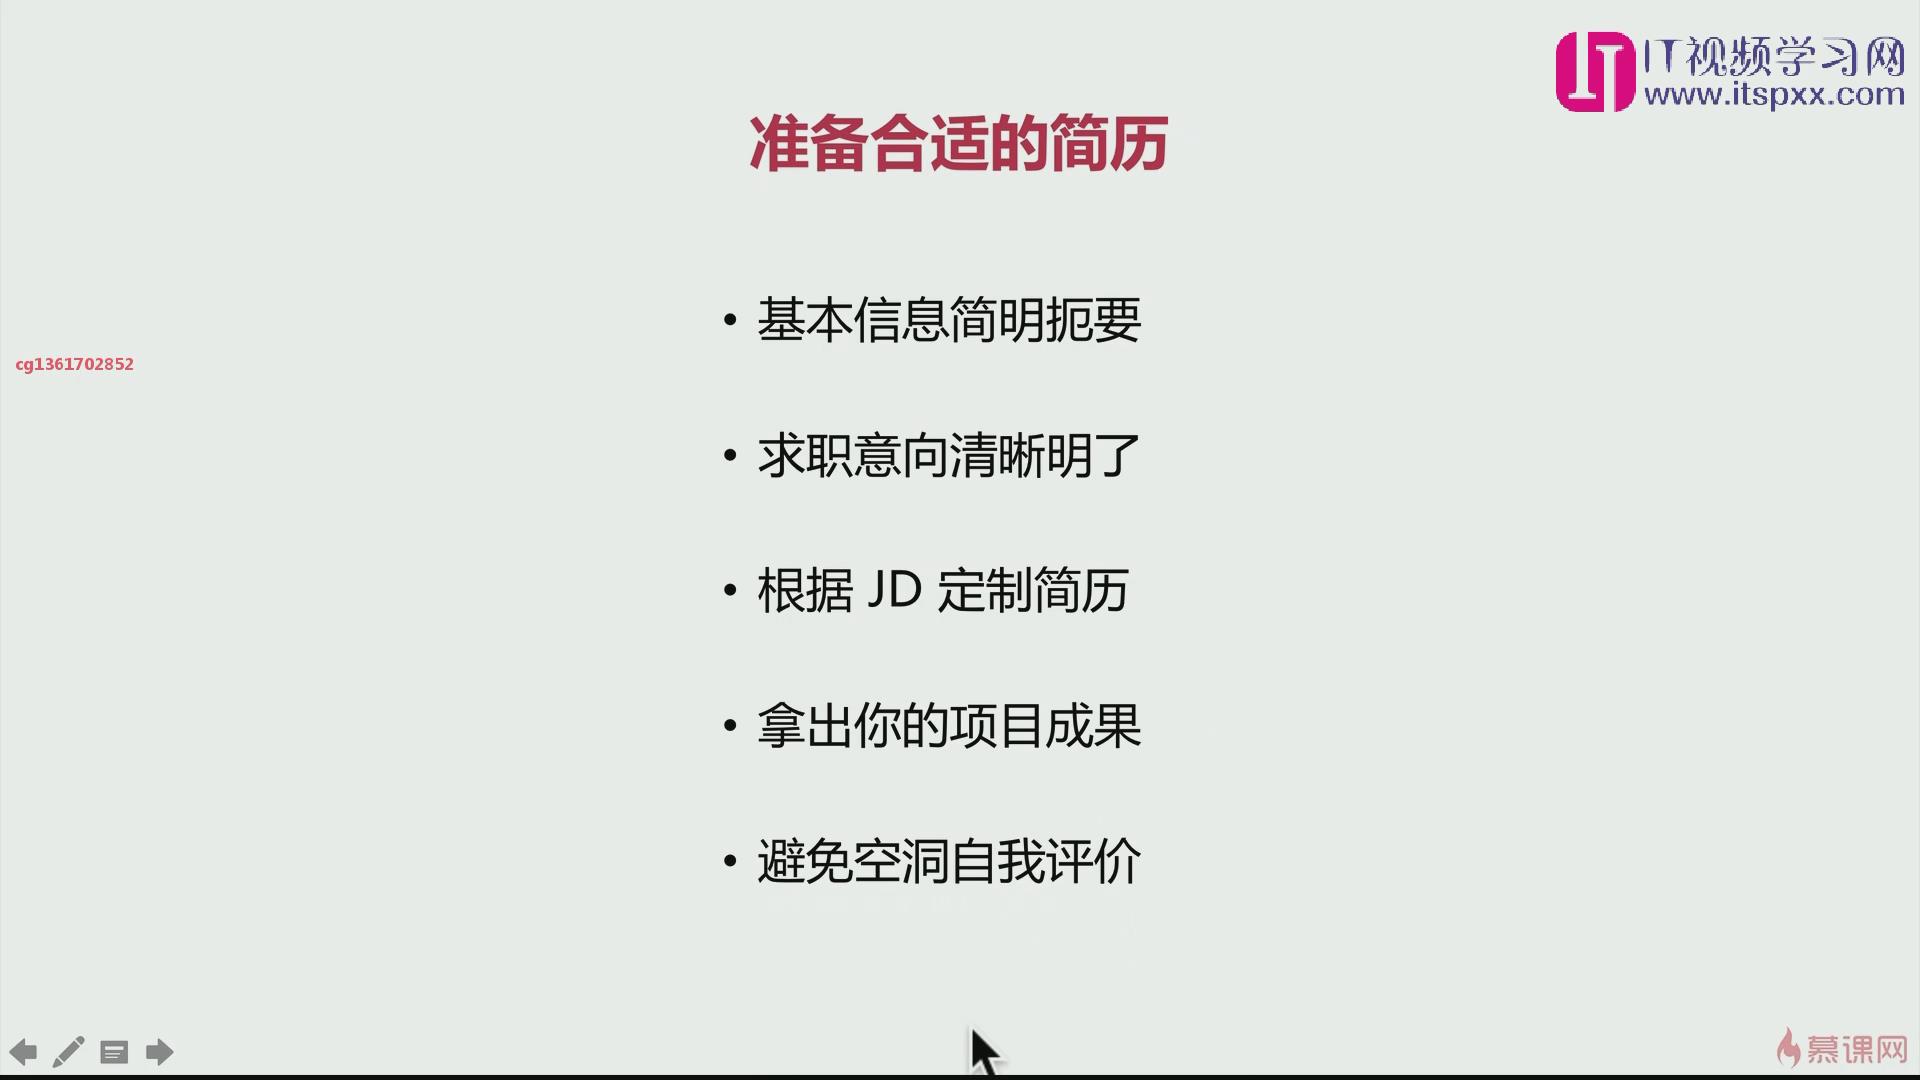 IT视频学习网
www.itspxx.com
准备合适的简历
• 基本信息简明扼要
cg1361702852
• 求职意向清晰明了
• 根据 JD 定制简历
• 拿出你的项目成果
• 避免空洞自我评价
慕课网